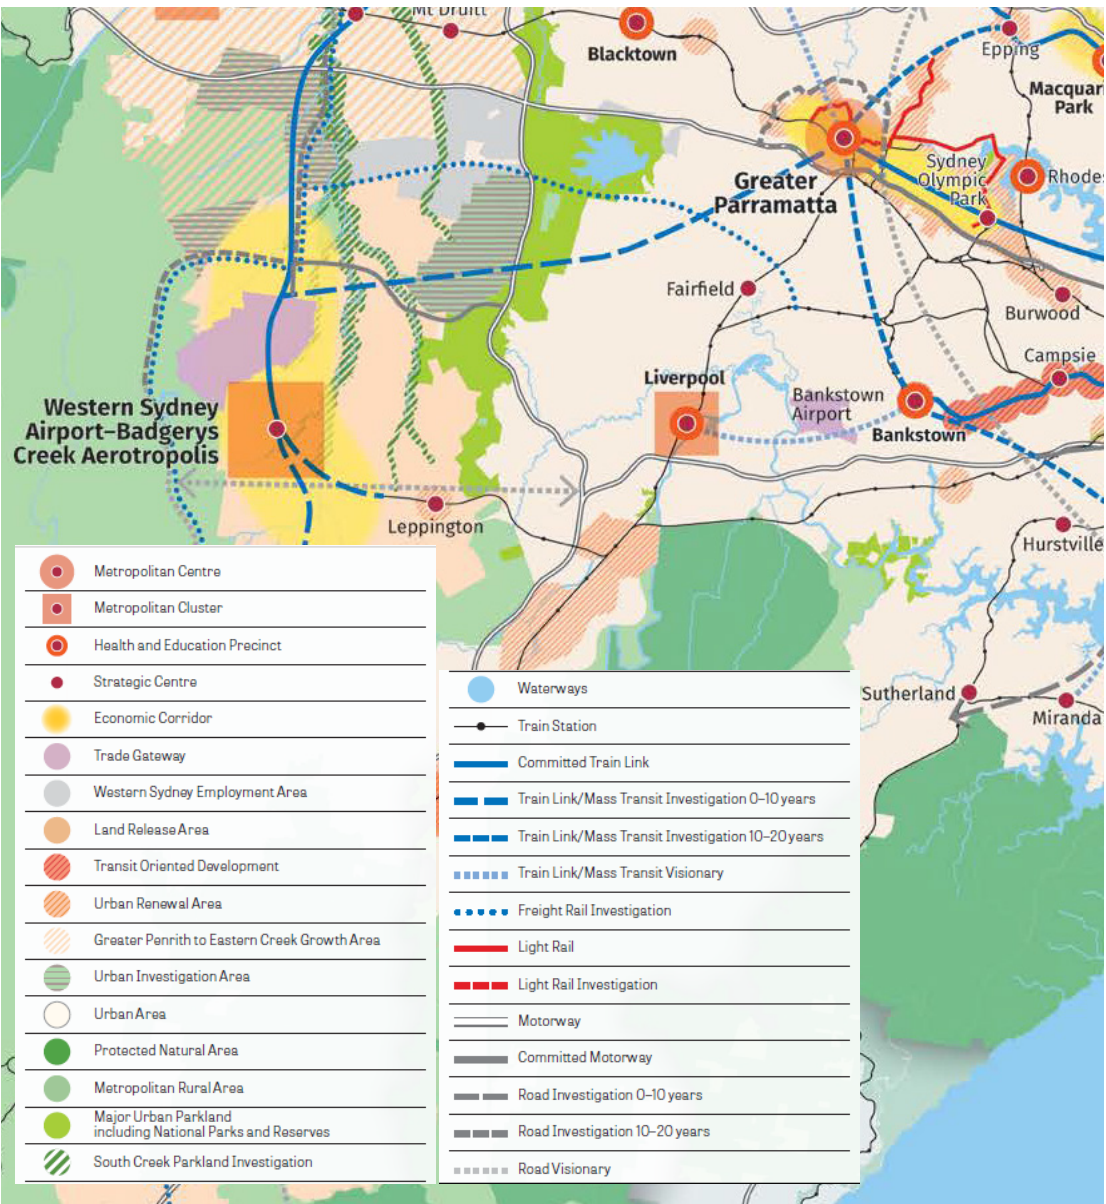 Mt Druitt
Blacktown
Epping
Macquar
Park
Sydney
Olympic
Park
Rhodes
Greater
Parramatta
Fairfield
Burwood
Campsie
Liverpool
Bankstown
Airport
Bankstown
Western Sydney
Airport–Badgerys
Creek Aerotropolis
Leppington
Hurstville
Sutherland
Miranda
Metropolitan Centre
Metropolitan Cluster
Health and Education Precinct
Strategic Centre
Economic Corridor
Trade Gateway
Western Sydney Employment Area
Land Release Area
Transit Oriented Development
Urban Renewal Area
Greater Penrith to Eastern Creek Growth Area
Urban Investigation Area
Urban Area
Protected Natural Area
Metropolitan Rural Area
Major Urban Parkland
including National Parks and Reserves
South Creek Parkland Investigation
Waterways
Train Station
Committed Train Link
Train Link/Mass Transit Investigation 0–10 years
Train Link/Mass Transit Investigation 10–20 years
Train Link/Mass Transit Visionary
Freight Rail Investigation
Light Rail
Light Rail Investigation
Motorway
Committed Motorway
Road Investigation 0–10 years
Road Investigation 10–20 years
Road Visionary